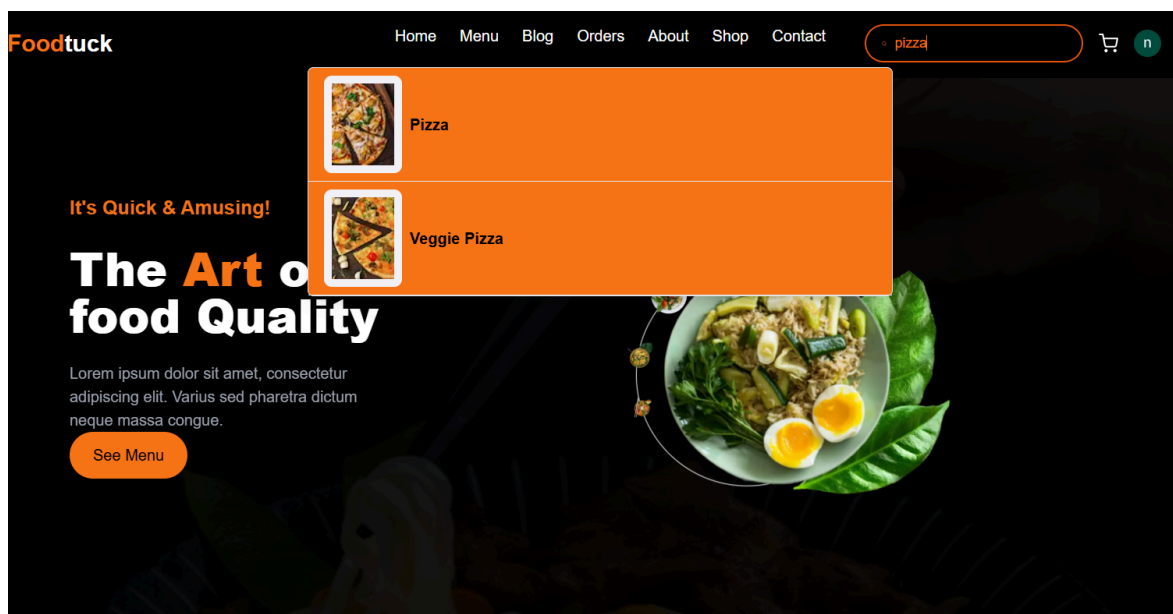 Foodtuck
Home Menu Blog Orders About Shop Contact
pizza
n
Pizza
Veggie Pizza
It's Quick & Amusing!
The Art o
food Quality
Lorem ipsum dolor sit amet, consectetur
adipiscing elit. Varius sed pharetra dictum
neque massa congue.
See Menu